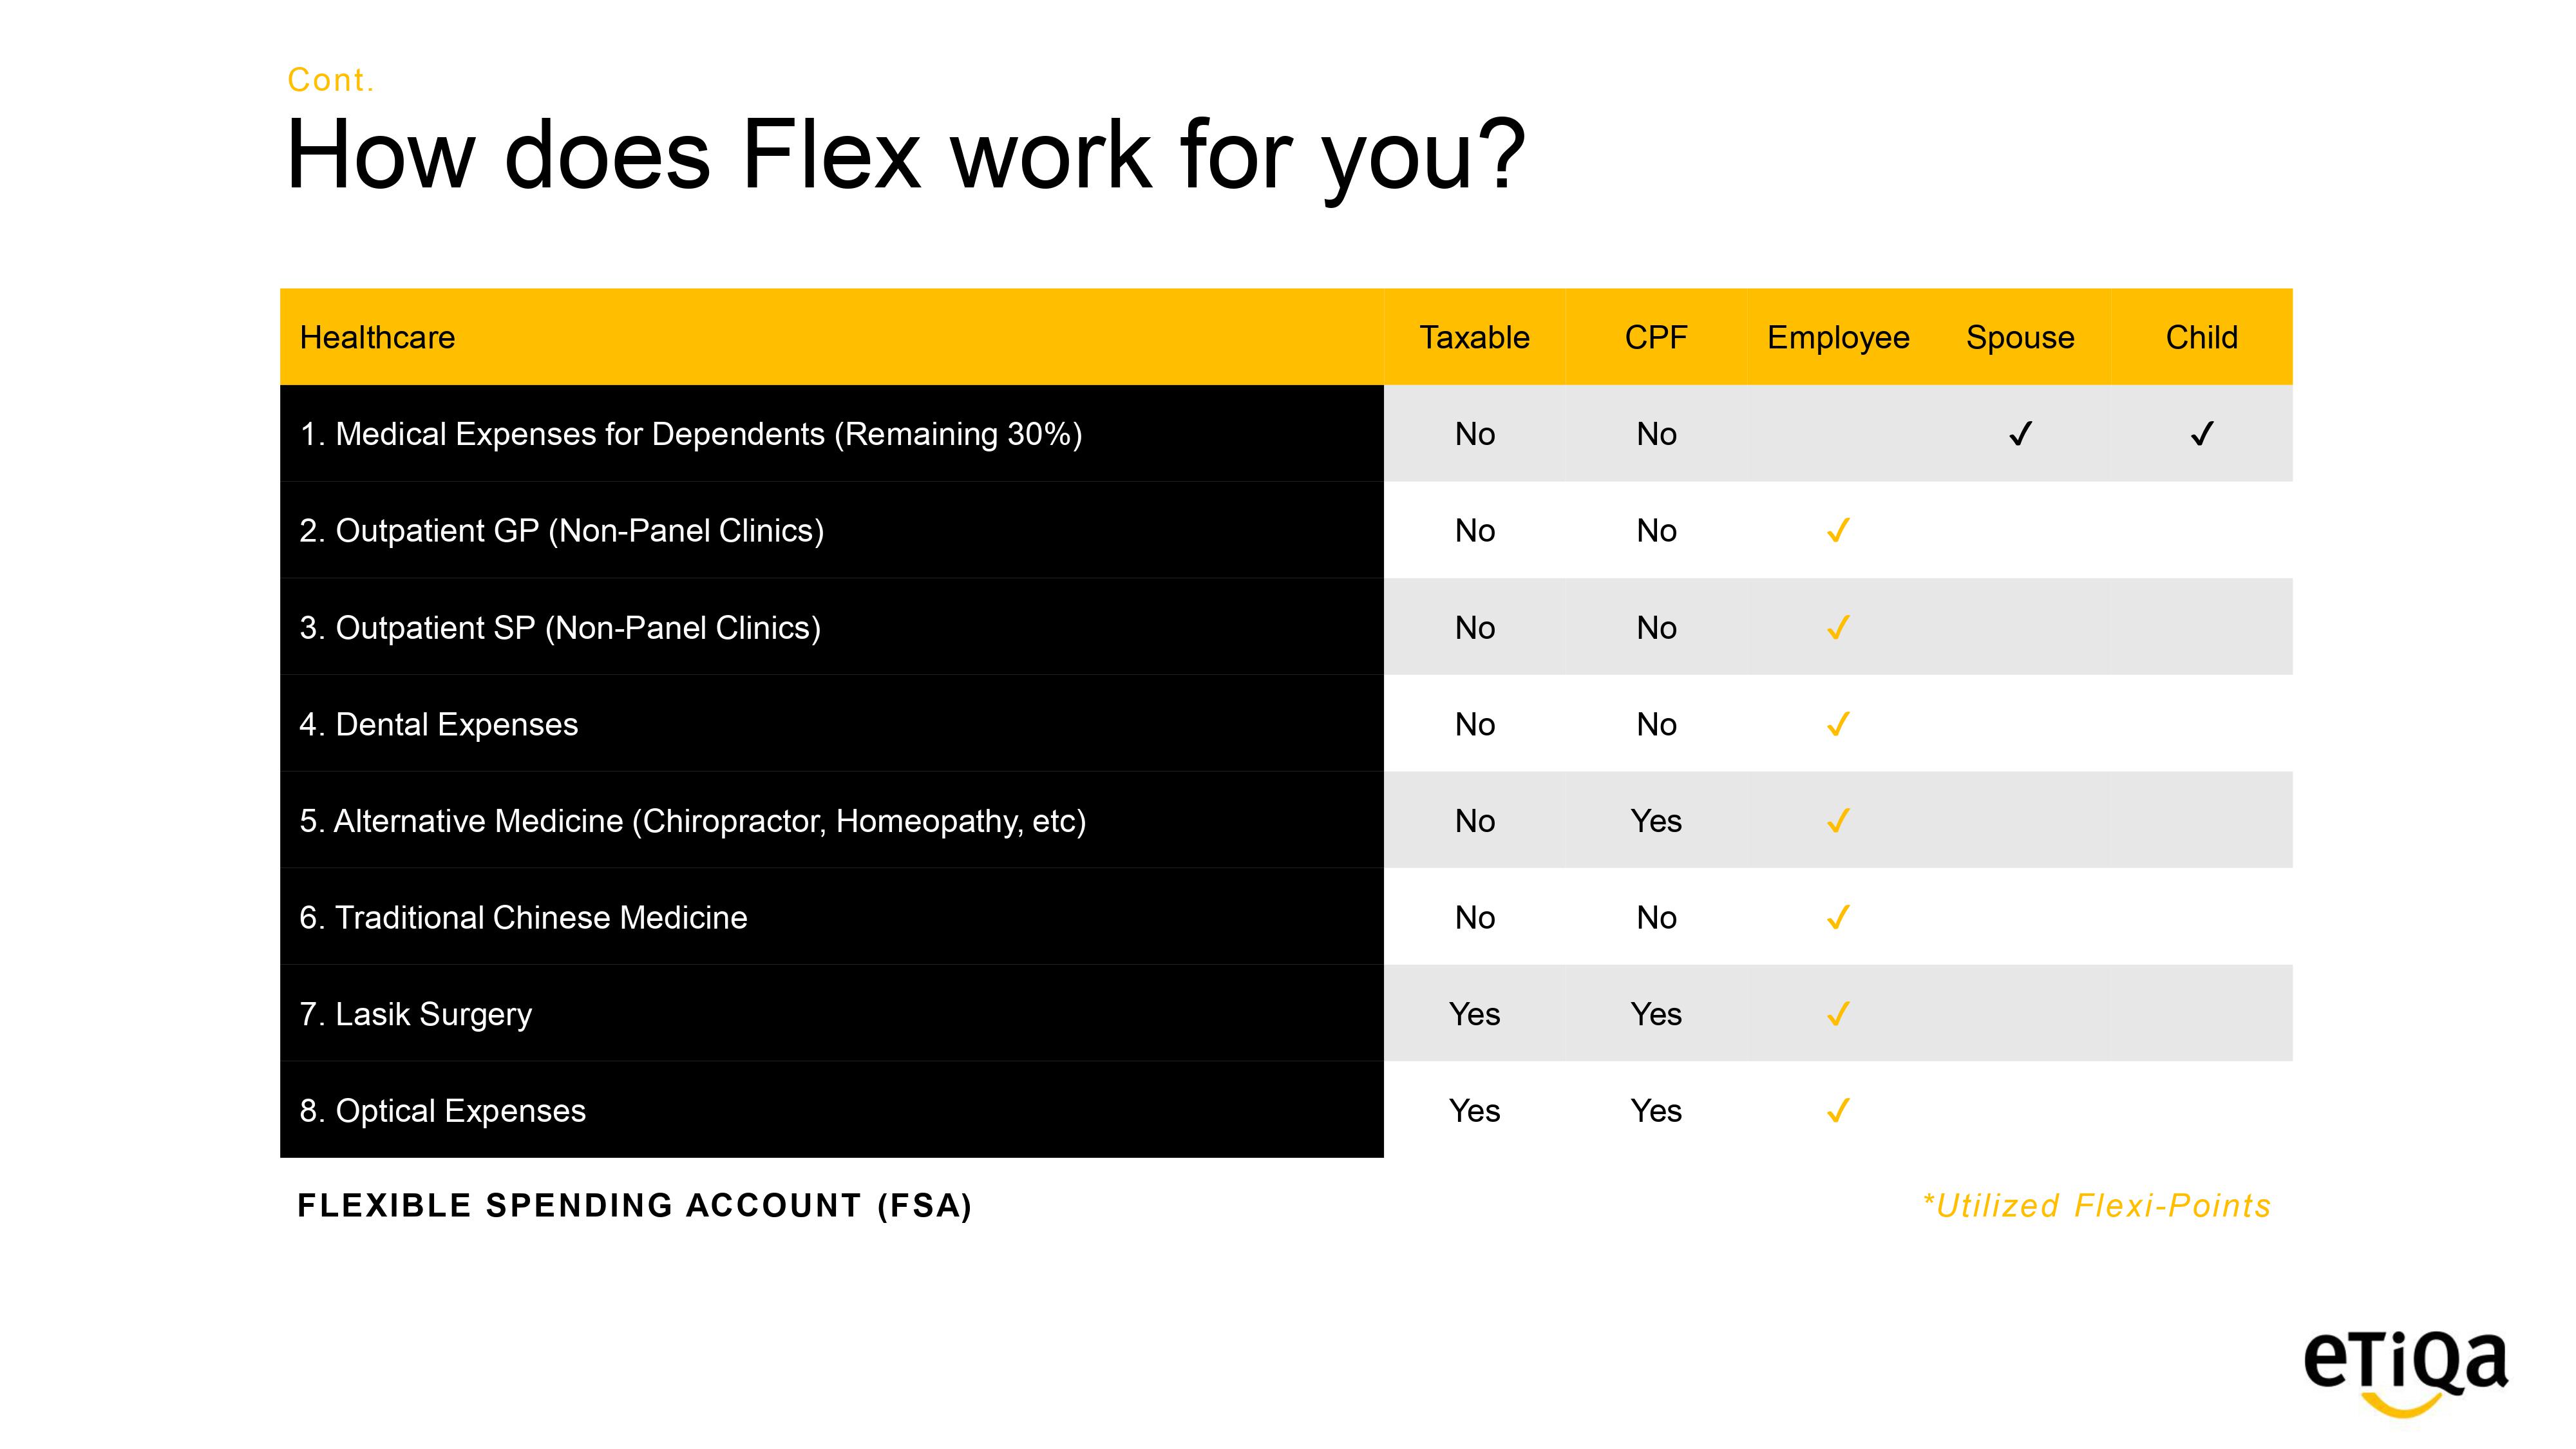 Cont.
How does Flex work for you?
Healthcare Taxable CPF Employee Spouse Child
1. Medical Expenses for Dependents (Remaining 30%) No No ✓ ✓
2. Outpatient GP (Non-Panel Clinics) No No ✓
3. Outpatient SP (Non-Panel Clinics) No No ✓
4. Dental Expenses No No ✓
5. Alternative Medicine (Chiropractor, Homeopathy, etc) No Yes ✓
6. Traditional Chinese Medicine No No ✓
7. Lasik Surgery Yes Yes ✓
8. Optical Expenses Yes Yes ✓
FLEXIBLE SPENDING ACCOUNT (FSA) *Utilized Flexi-Points
eTiQa